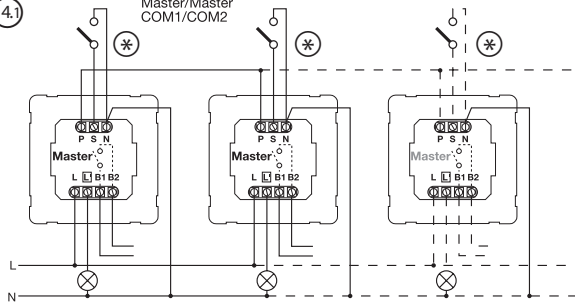 4.1
Master/Master
COM1/COM2
P S N
Master
L L' B1 B2
P S N
Master
L L' B1 B2
P S N
Master
L L' B1 B2
L
N